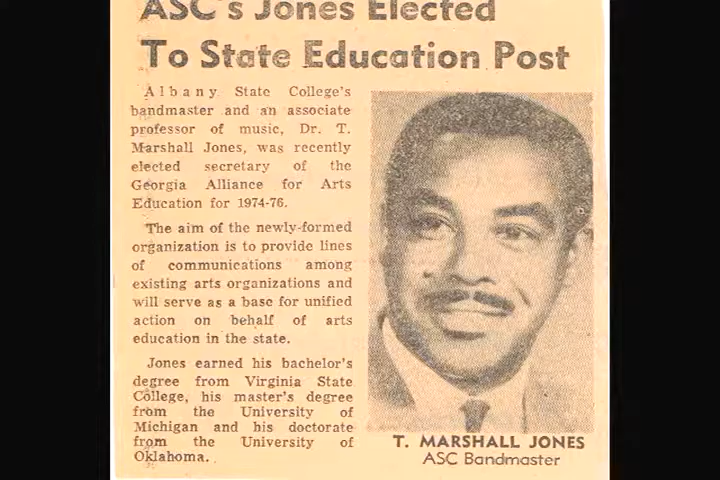 ASC's Jones Elected
To State Education Post
Albany State College's
bandmaster and an associate
professor of music, Dr. T.
Marshall Jones, was recently
elected secretary of the
Georgia Alliance for Arts
Education for 1974-76.
The aim of the newly-formed
organization is to provide lines
of communications among
existing arts organizations and
will serve as a base for unified
action on behalf of arts
education in the state.
Jones earned his bachelor's
degree from Virginia State
College, his master's degree
from the University of
Michigan and his doctorate
from the University of
Oklahoma.
T. MARSHALL JONES
ASC Bandmaster